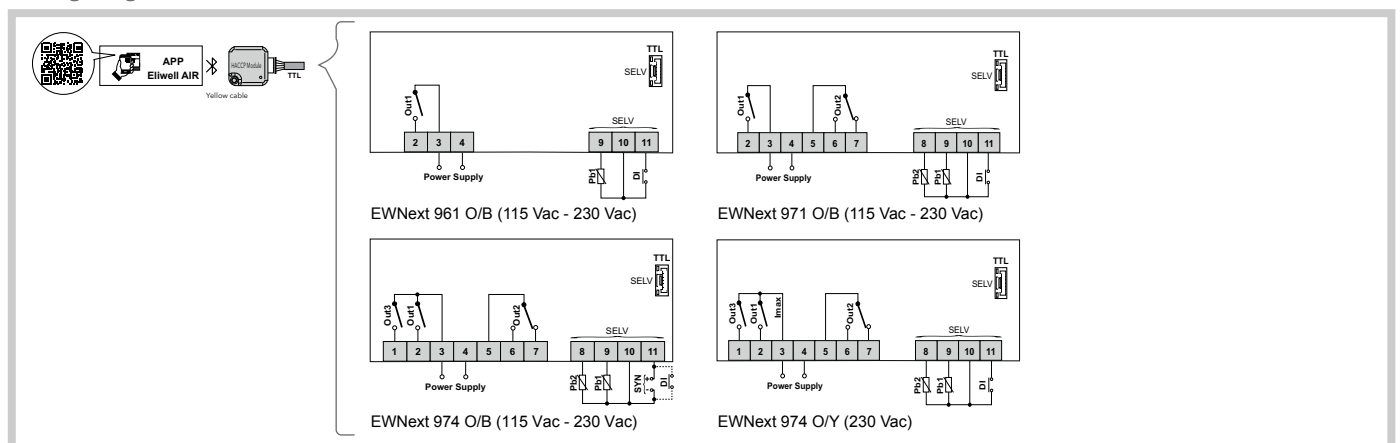 APP
Eliwell AIR
HACCP Module
TTL
Yellow cable
TTL
SELV
Out1
SELV
2 3 4 9 10 11
Power Supply
Pb1
DI
EWNext 961 O/B (115 Vac - 230 Vac)
TTL
SELV
Out1
Out2
SELV
2 3 4 5 6 7 8 9 10 11
Power Supply
Pb2
Pb1
DI
EWNext 971 O/B (115 Vac - 230 Vac)
TTL
SELV
Out3
Out1
Out2
SELV
1 2 3 4 5 6 7 8 9 10 11
Power Supply
Pb2
Pb1
SYN
+
-
DI
EWNext 974 O/B (115 Vac - 230 Vac)
TTL
SELV
Out3
Out1
Imax
Out2
SELV
1 2 3 4 5 6 7 8 9 10 11
Power Supply
Pb2
Pb1
DI
EWNext 974 O/Y (230 Vac)